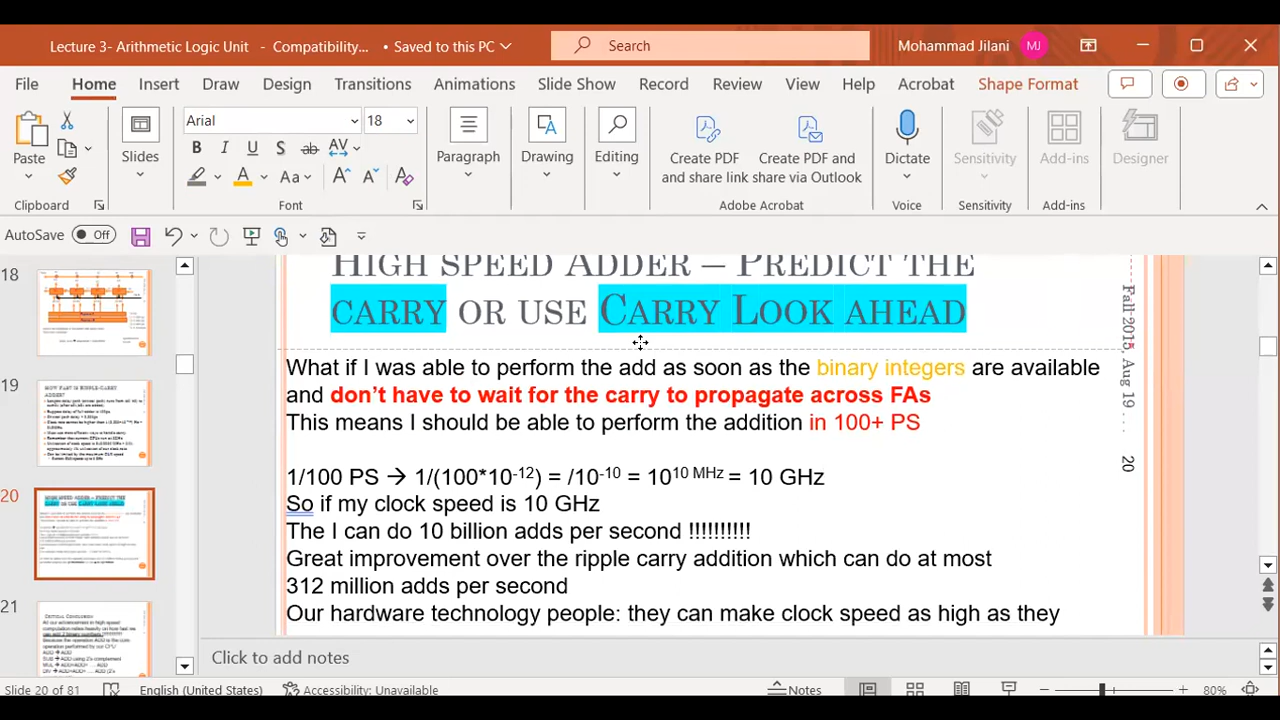 Lecture 3- Arithmetic Logic Unit - Compatibility... • Saved to this PC
Search
Mohammad Jilani MJ
File Home Insert Draw Design Transitions Animations Slide Show Record Review View Help Acrobat Shape Format
Arial 18
Paste
Slides
B I U S ab AV
Aa A A A
Paragraph
Drawing
Editing
Create PDF and share link
Create PDF and share via Outlook
Dictate
Sensitivity
Add-ins
Designer
Clipboard Font Adobe Acrobat Voice Sensitivity Add-ins
AutoSave Off
18
19
20
21
HIGH SPEED ADDER – PREDICT THE
CARRY OR USE CARRY LOOK AHEAD
What if I was able to perform the add as soon as the binary integers are available
and don't have to wait for the carry to propagate across FAs
This means I should be able to perform the addition in 100+ PS
1/100 PS → 1/(100*10-12) = /10-10 = 1010 MHz = 10 GHz
So if my clock speed is 10 GHz
Then can do 10 billion adds per second !!!!!!!!!!
Great improvement over the ripple carry addition which can do at most
312 million adds per second
Our hardware technology people: they can make clock speed as high as they
Fall 2015, Aug 19 . . .
20
Click to add notes
Slide 20 of 81 English (United States) Accessibility: Unavailable Notes 80%